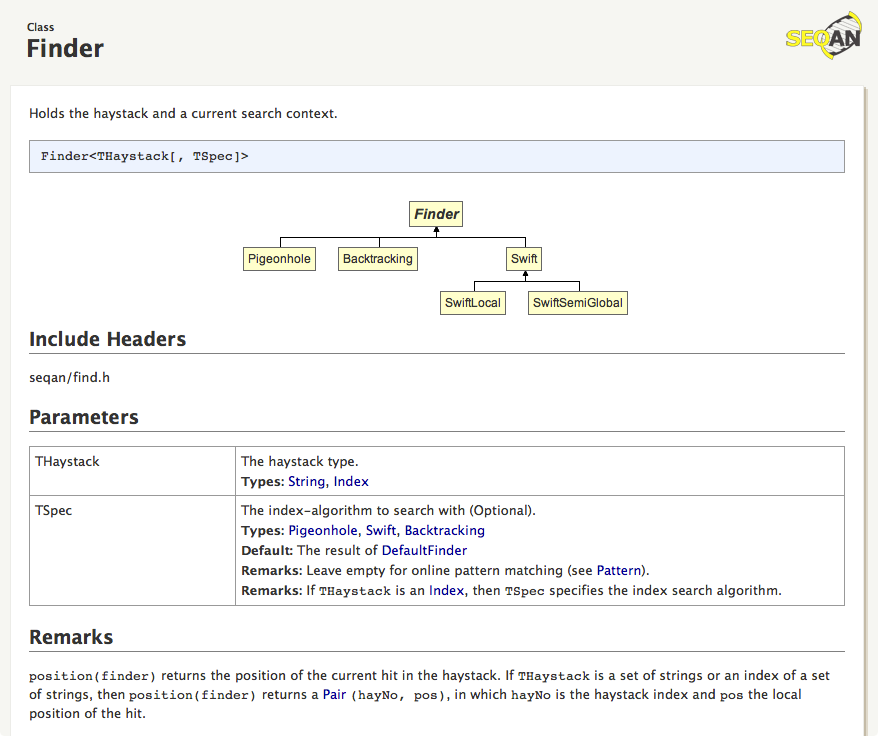 Class
Finder
SEQAN
Holds the haystack and a current search context.
Finder<THaystack[, TSpec]>
Finder
Pigeonhole Backtracking Swift
SwiftLocal SwiftSemiGlobal
Include Headers
seqan/find.h
Parameters
THaystack The haystack type.
Types: String, Index
TSpec The index-algorithm to search with (Optional).
Types: Pigeonhole, Swift, Backtracking
Default: The result of DefaultFinder
Remarks: Leave empty for online pattern matching (see Pattern).
Remarks: If THaystack is an Index, then TSpec specifies the index search algorithm.
Remarks
position(finder) returns the position of the current hit in the haystack. If THaystack is a set of strings or an index of a set
of strings, then position(finder) returns a Pair (hayNo, pos), in which hayNo is the haystack index and pos the local
position of the hit.